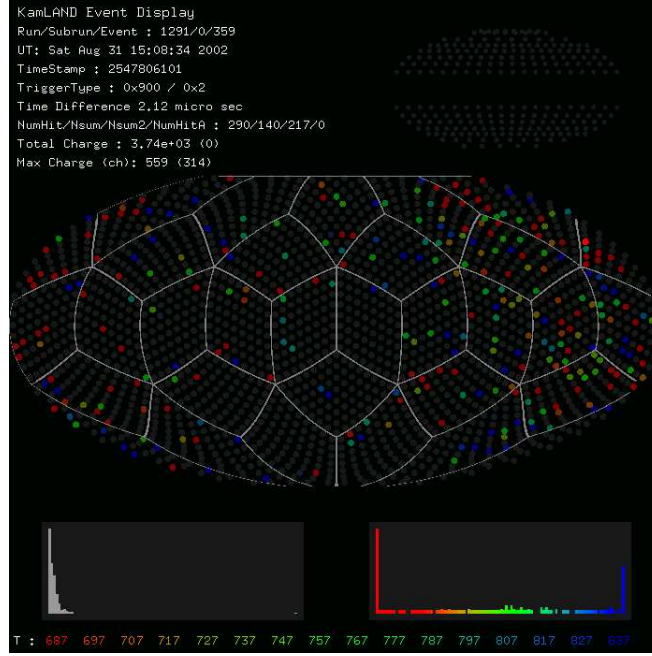 KamLAND Event Display
Run/Subrun/Event : 1291/0/359
UT: Sat Aug 31 15:08:34 2002
TimeStamp : 2547806101
TriggerType : 0x900 / 0x2
Time Difference 2.12 micro sec
NumHit/Nsum/Nsum2/NumHitA : 290/140/217/0
Total Charge : 3.74e+03 (0)
Max Charge (ch): 559 (314)
T : 687 697 707 717 727 737 747 757 767 777 787 797 807 817 827 837